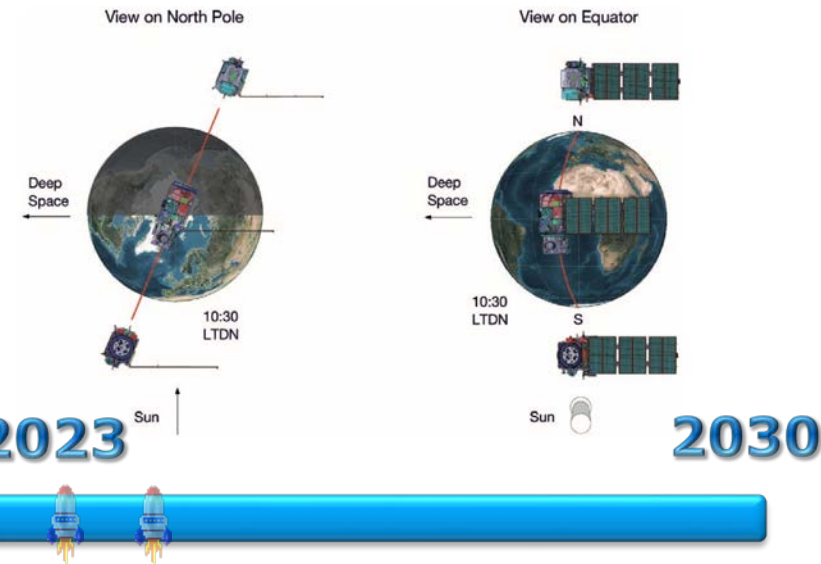 View on North Pole
View on Equator
N
Deep
Space
Deep
Space
10:30
LTDN
10:30
LTDN
S
Sun
Sun
2023
2030